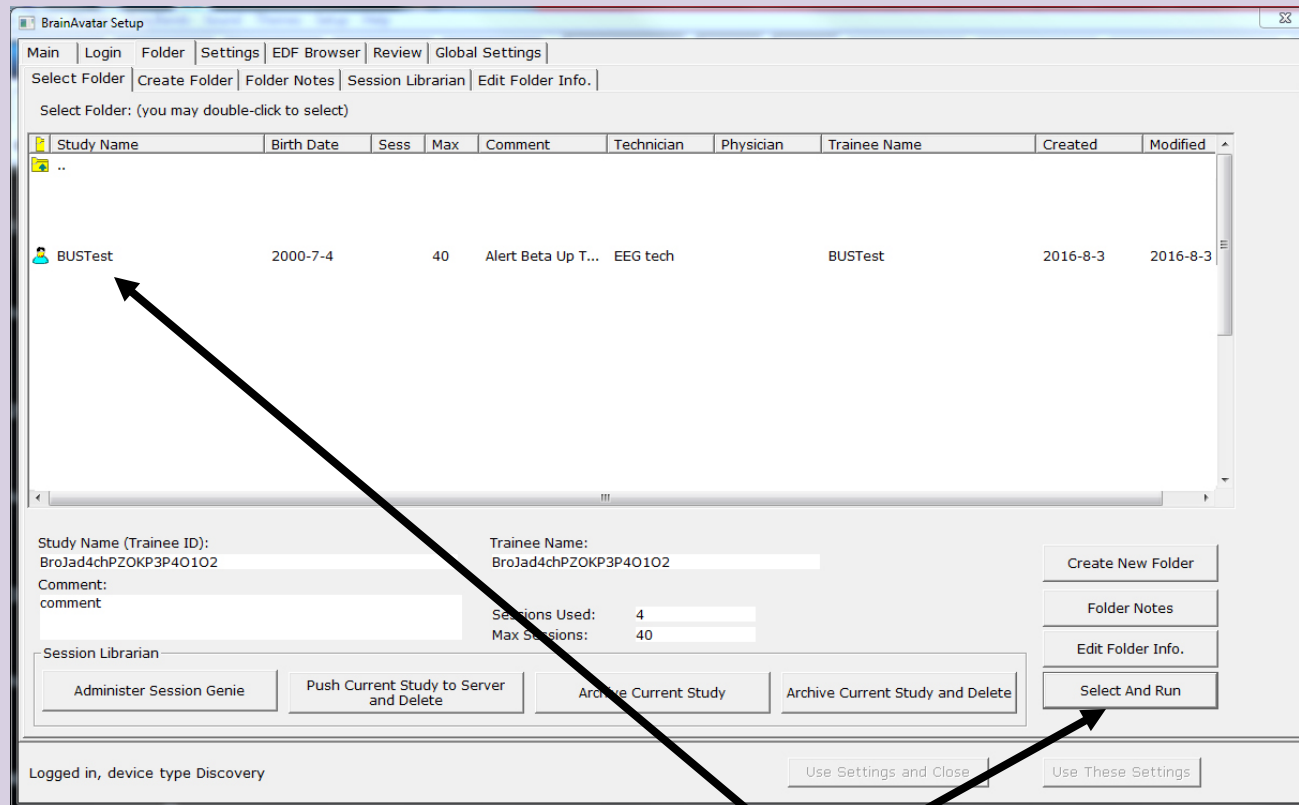 BrainAvatar Setup
Main Login Folder Settings EDF Browser Review Global Settings
Select Folder Create Folder Folder Notes Session Librarian Edit Folder Info.
Select Folder: (you may double-click to select)
Study Name Birth Date Sess Max Comment Technician Physician Trainee Name Created Modified
..
BUSTest 2000-7-4 40 Alert Beta Up T... EEG tech BUSTest 2016-8-3 2016-8-3
Study Name (Trainee ID): Trainee Name:
BroJad4chPZOKP3P4O1O2 BroJad4chPZOKP3P4O1O2
Create New Folder
Comment:
comment
Sessions Used: 4
Folder Notes
Max Sessions: 40
Edit Folder Info.
Session Librarian
Administer Session Genie
Push Current Study to Server
and Delete
Archive Current Study
Archive Current Study and Delete
Select And Run
Logged in, device type Discovery
Use Settings and Close
Use These Settings